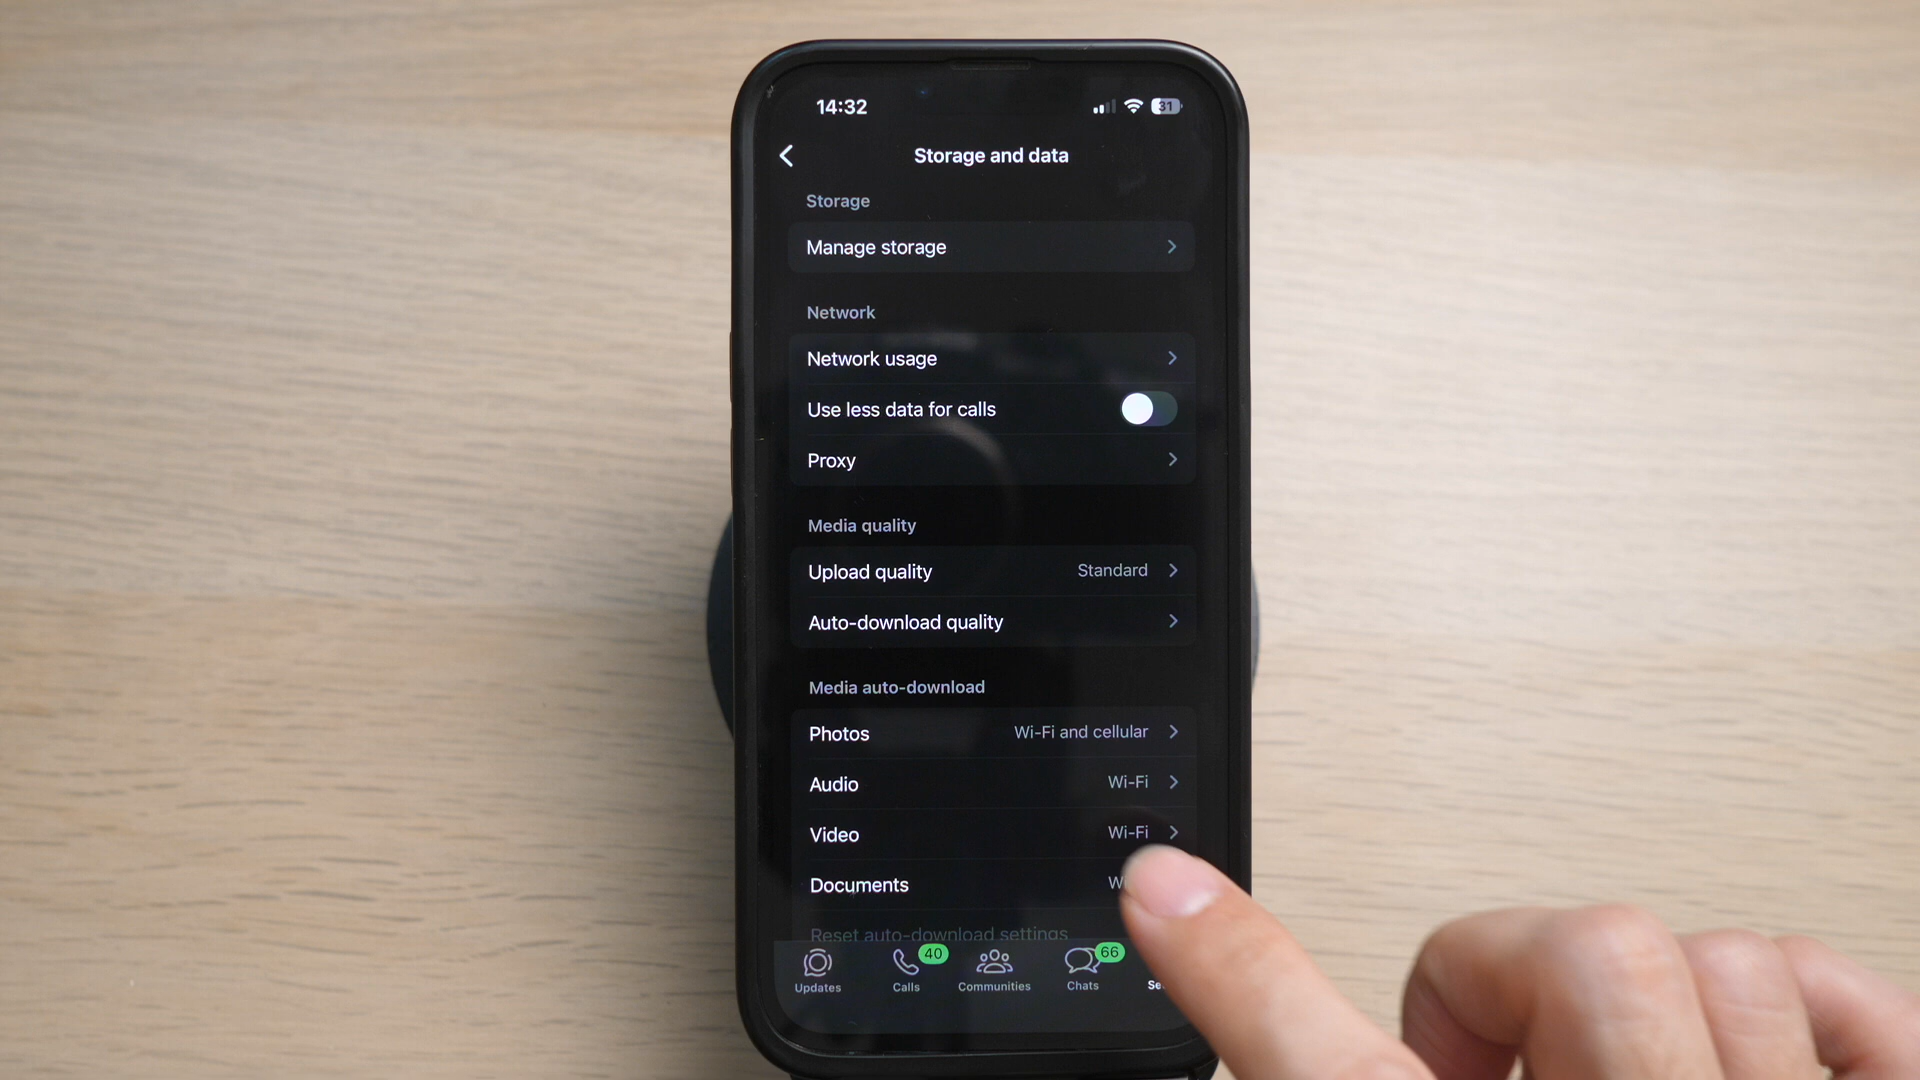 14:32
31
Storage and data
Storage
Manage storage
Network
Network usage
Use less data for calls
Proxy
Media quality
Upload quality Standard
Auto-download quality
Media auto-download
Photos Wi-Fi and cellular
Audio Wi-Fi
Video Wi-Fi
Documents
Reset auto-download settings
40
66
Updates Calls Communities Chats